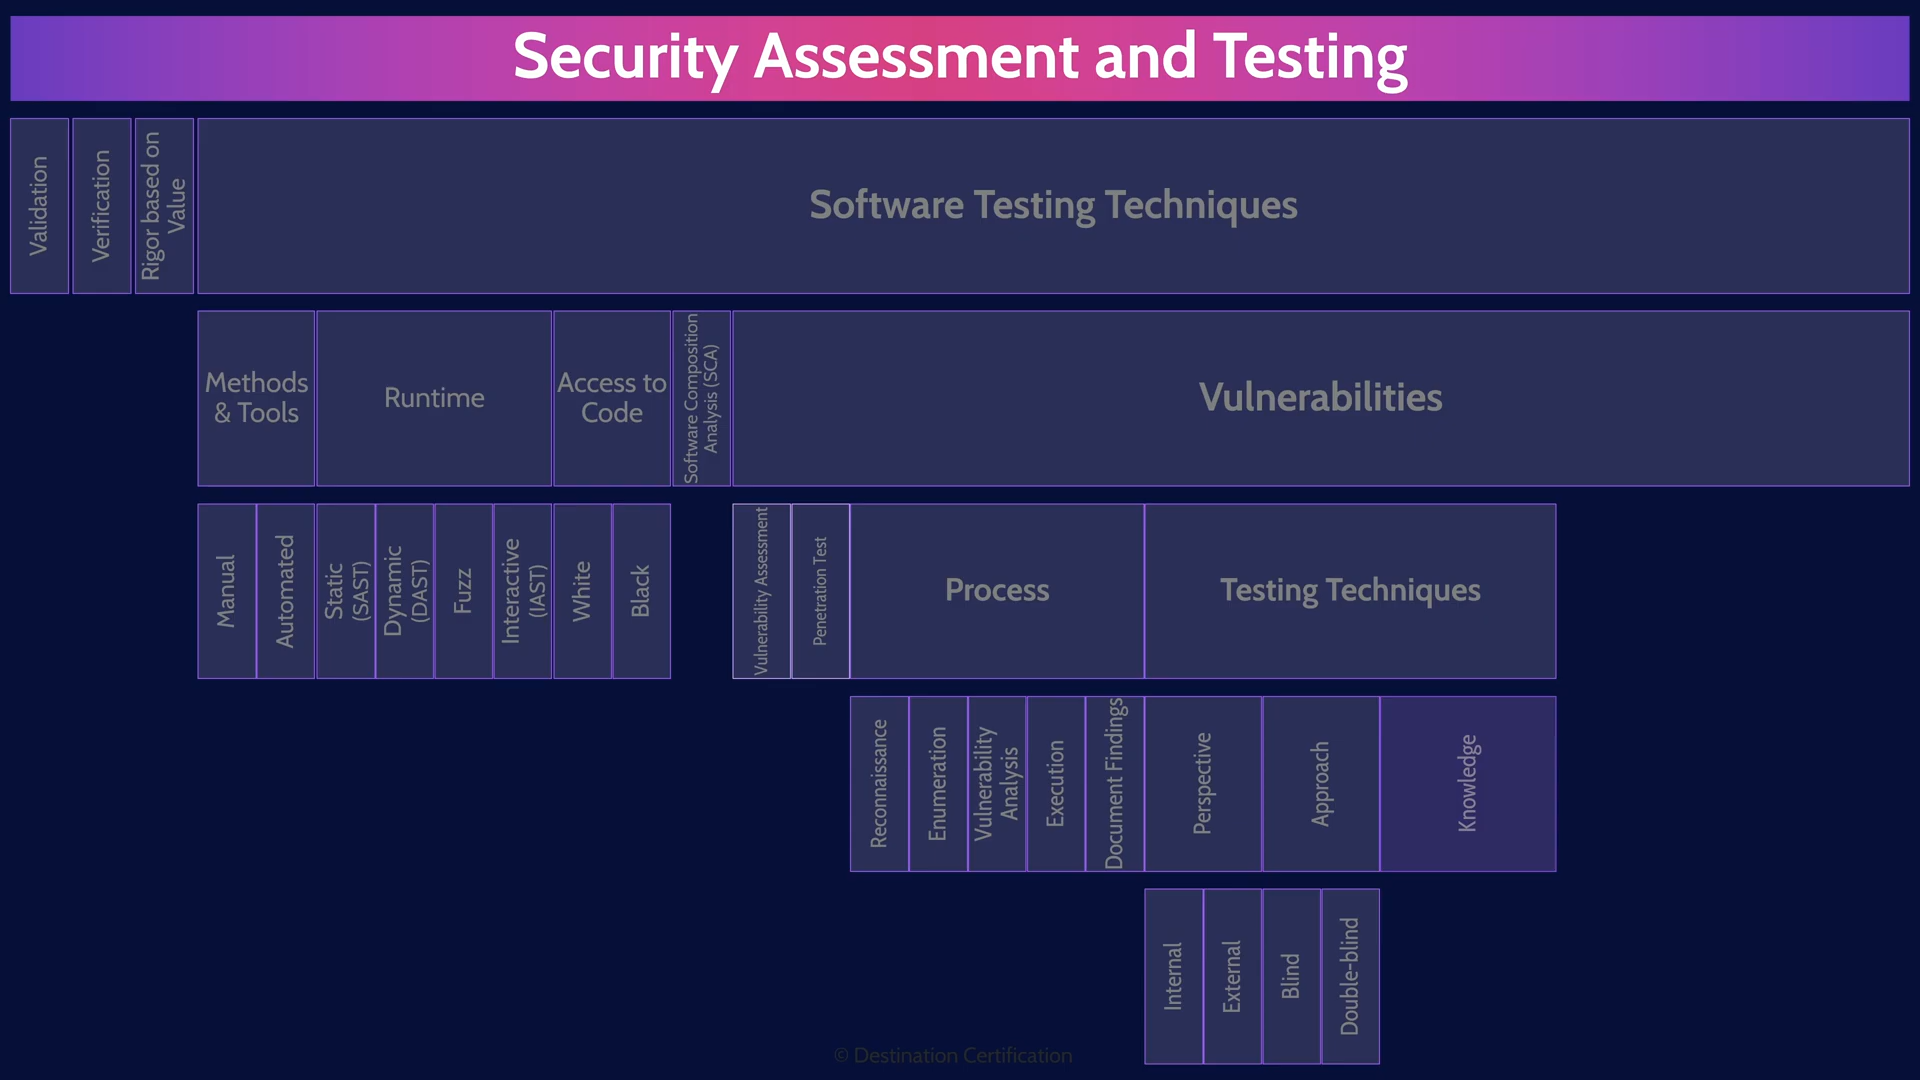 Security Assessment and Testing
Validation
Verification
Rigor based on
Value
Software Testing Techniques
Methods
& Tools
Runtime
Access to
Code
Software Composition
Analysis (SCA)
Vulnerabilities
Manual
Automated
Static
(SAST)
Dynamic
(DAST)
Fuzz
Interactive
(IAST)
White
Black
Vulnerability Assessment
Penetration Test
Process
Testing Techniques
Reconnaissance
Enumeration
Vulnerability
Analysis
Execution
Document Findings
Perspective
Approach
Knowledge
Internal
External
Blind
Double-blind
© Destination Certification